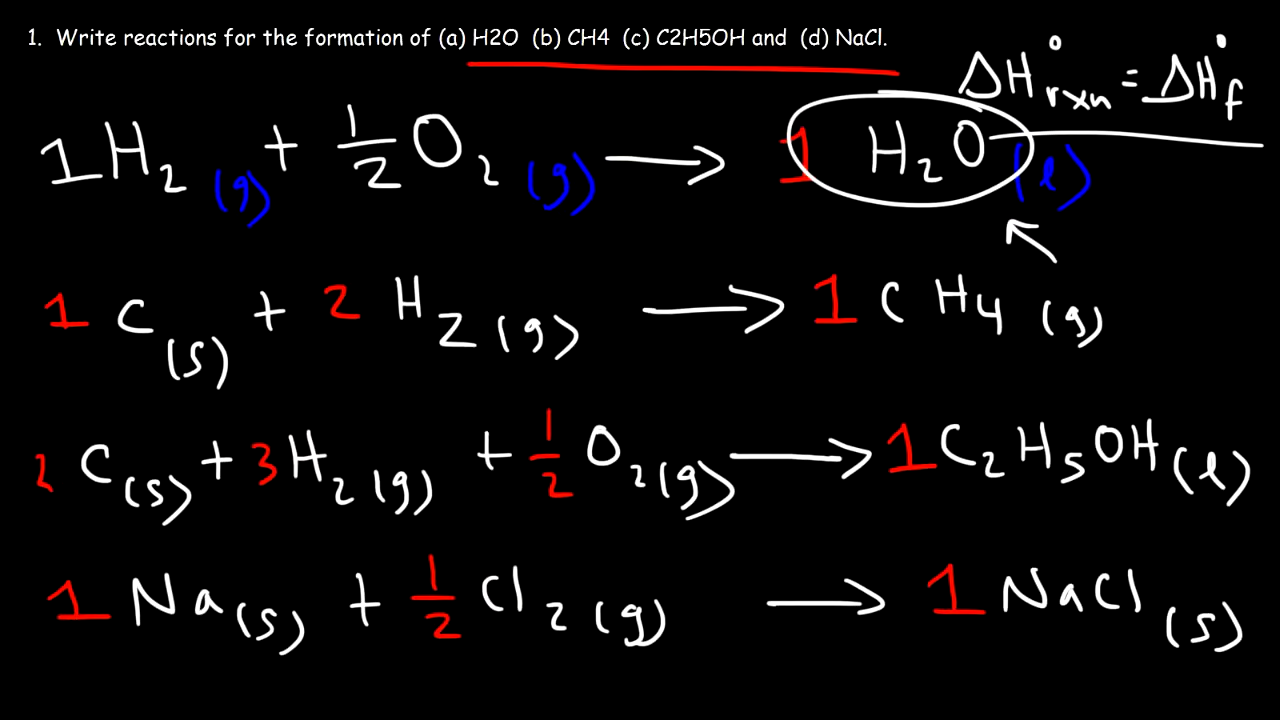 1. Write reactions for the formation of (a) H2O (b) CH4 (c) C2H5OH and (d) NaCl.
ΔH°rxn = ΔH°f
1 H₂ (g) + 1/2 O₂ (g) → 1 H₂O (l)
1 C (s) + 2 H₂ (g) → 1 CH₄ (g)
2 C (s) + 3 H₂ (g) + 1/2 O₂ (g) → 1 C₂H₅OH (l)
1 Na (s) + 1/2 Cl₂ (g) → 1 NaCl (s)